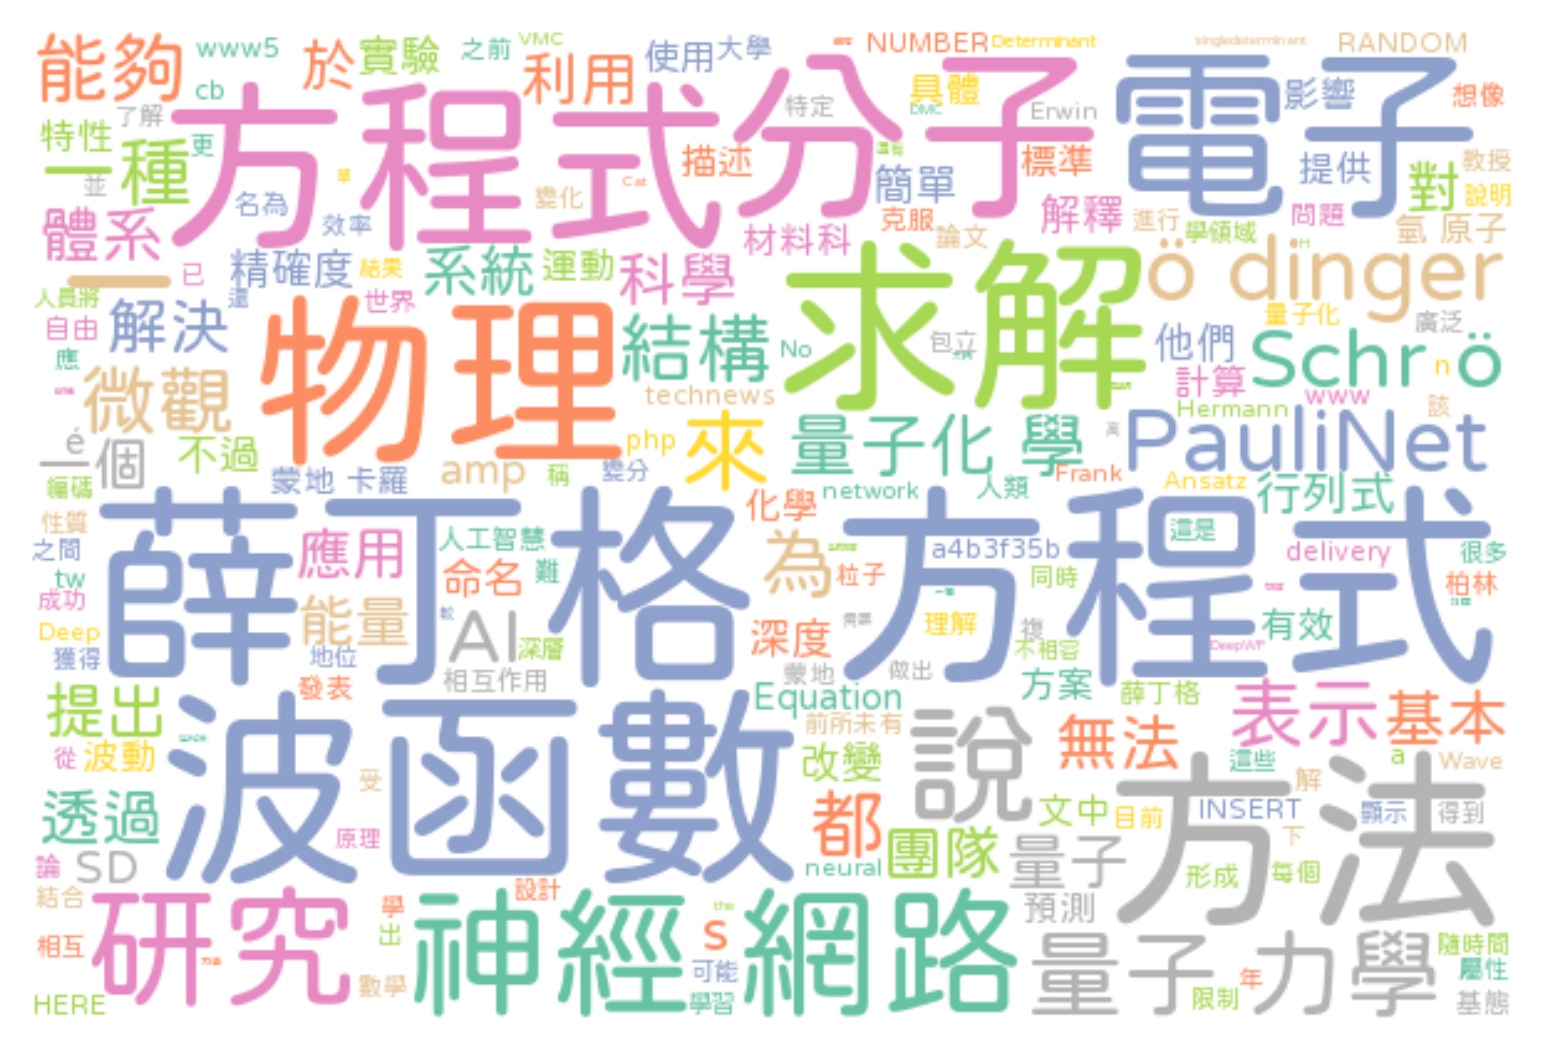 能夠 www5 於 實驗 之前 VMC 利用 使用 大學 NUMBER Determinant singledeterminant RANDOM
cb 了解 方程式 分子 特定 具體 DMC Erwin 電子 影響 想像
特性 一種 更 並 單 描述 Cat 簡單 標準 提供 對 教授
體系 名為 效率 變化 材料科 克服 論文 解釋 進行 學領域 問題 說明 氫 原子
一 已 精確度 結果 系統 運動 科學 求解 ö dinger
人員將 還 世界 量子化 廣泛
自由 解決 物理 結構 No 包立 他們 Schr ö
應 微觀 technews 計算 www n
é 一個 不過 php 來 量子化 學 Hermann 該 PauliNet
編碼 蒙地 卡羅 amp 稱 變分 network 人類 Frank Ansatz 行列式
性質 薛丁格 方程式 化學 這是
之間 應用 人工智慧 為 a4b3f35b delivery 很多
tw 成功 命名 難 粒子 同時 柏林
Deep 能量 較 AI 深層 深度 理解 複 有效
獲得 地位 相互作用 蒙地 做出 不相容 DeepWF
提出 發表 Equation 方案 薛丁格 表示 基本
從 波動 波函數 前所未有 改變 說 無法 這些 a Wave
受 解
透過 原理 都 文中 目前 INSERT 顯示 得到 方法
論 SD neural 團隊 量子 下 形成 每個
結合 研究 設計 學 神經網路 the s 預測
相互 出 可能 量子 力學 隨時間
HERE 數學 學習 限制 年 屬性 基態